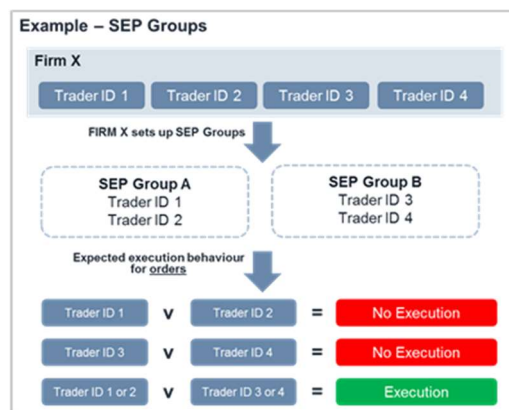 Example – SEP Groups
Firm X
Trader ID 1 Trader ID 2 Trader ID 3 Trader ID 4
FIRM X sets up SEP Groups
SEP Group A
Trader ID 1
Trader ID 2
SEP Group B
Trader ID 3
Trader ID 4
Expected execution behaviour
for orders
Trader ID 1 v Trader ID 2 = No Execution
Trader ID 3 v Trader ID 4 = No Execution
Trader ID 1 or 2 v Trader ID 3 or 4 = Execution